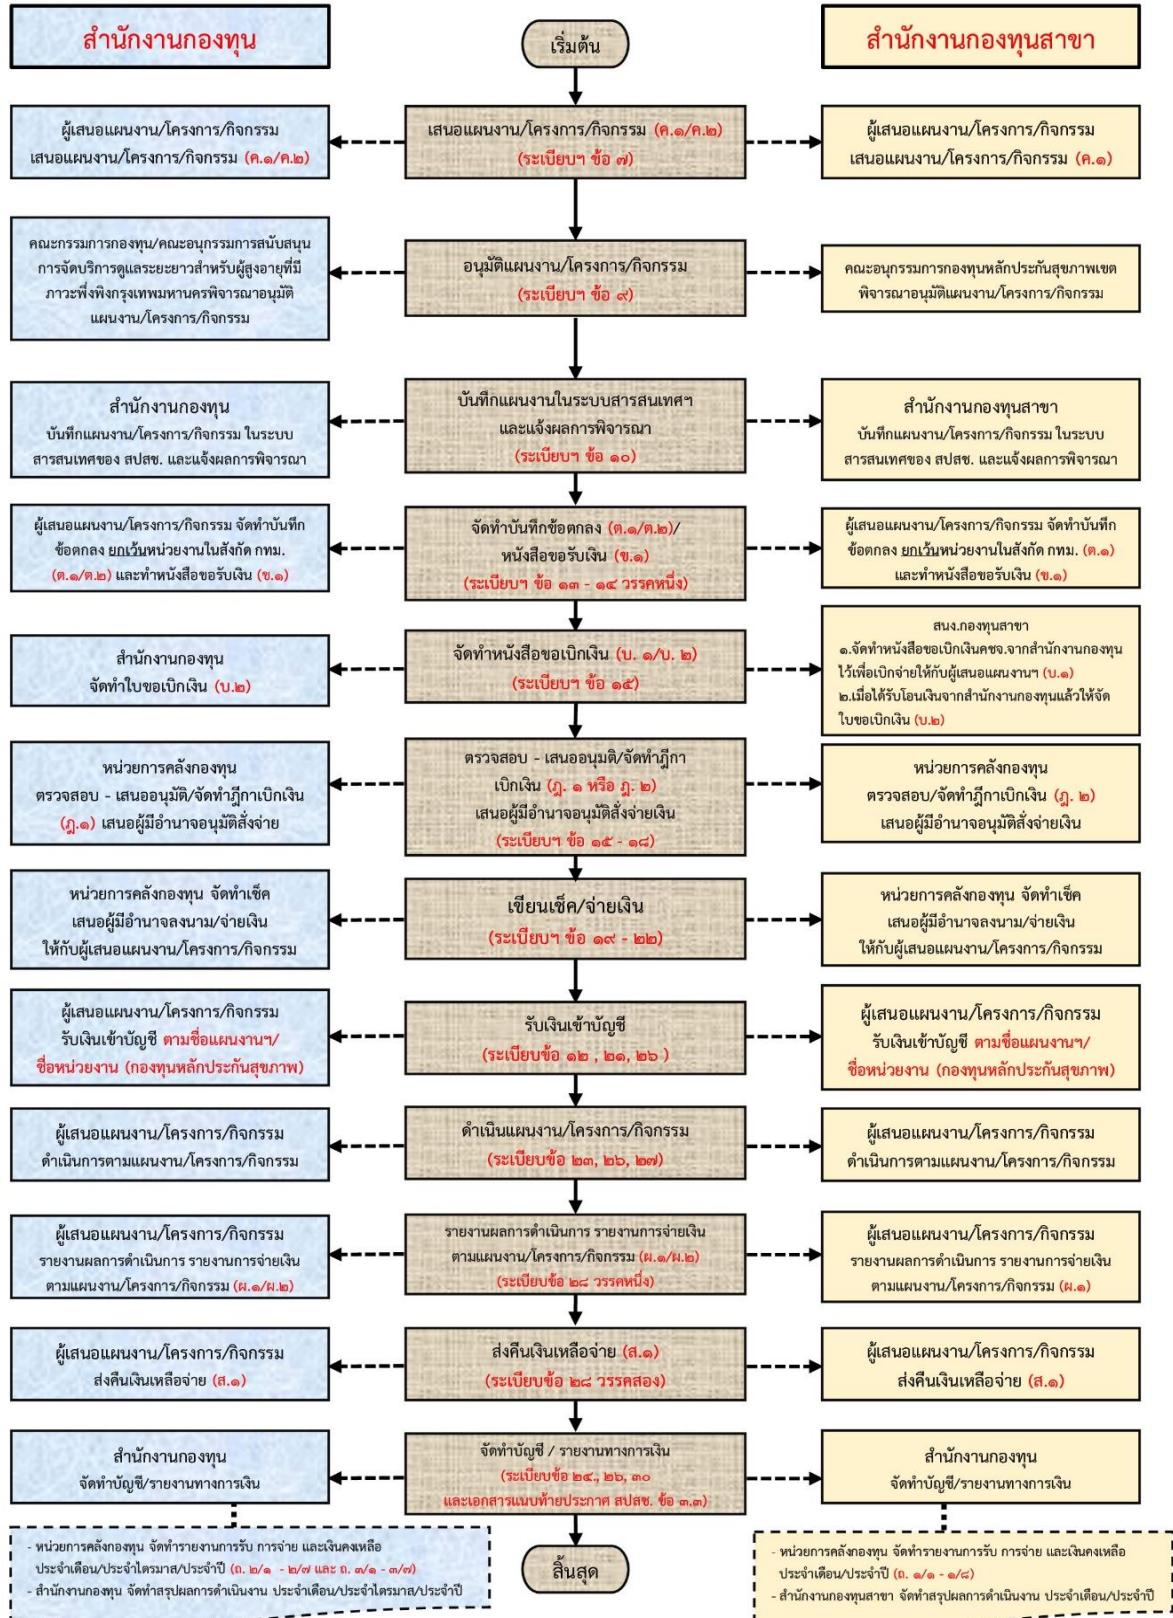 สำนักงานกองทุน
เริ่มต้น
สำนักงานกองทุนสาขา
ผู้เสนอแผนงาน/โครงการ/กิจกรรม
เสนอแผนงาน/โครงการ/กิจกรรม (ค.๑/ค.๒)
เสนอแผนงาน/โครงการ/กิจกรรม (ค.๑/ค.๒)
(ระเบียบฯ ข้อ ๗)
ผู้เสนอแผนงาน/โครงการ/กิจกรรม
เสนอแผนงาน/โครงการ/กิจกรรม (ค.๑)
คณะกรรมการกองทุน/คณะอนุกรรมการสนับสนุน
การจัดบริการดูแลระยะยาวสำหรับผู้สูงอายุที่มี
ภาวะพึ่งพิงกรุงเทพมหานครพิจารณาอนุมัติ
แผนงาน/โครงการ/กิจกรรม
อนุมัติแผนงาน/โครงการ/กิจกรรม
(ระเบียบฯ ข้อ ๙)
คณะอนุกรรมการกองทุนหลักประกันสุขภาพเขต
พิจารณาอนุมัติแผนงาน/โครงการ/กิจกรรม
สำนักงานกองทุน
บันทึกแผนงาน/โครงการ/กิจกรรม ในระบบ
สารสนเทศของ สปสช. และแจ้งผลการพิจารณา
บันทึกแผนงานในระบบสารสนเทศฯ
และแจ้งผลการพิจารณา
(ระเบียบฯ ข้อ ๑๐)
สำนักงานกองทุนสาขา
บันทึกแผนงาน/โครงการ/กิจกรรม ในระบบ
สารสนเทศของ สปสช. และแจ้งผลการพิจารณา
ผู้เสนอแผนงาน/โครงการ/กิจกรรม จัดทำบันทึก
ข้อตกลง ยกเว้นหน่วยงานในสังกัด กทม.
(ต.๑/ต.๒) และทำหนังสือขอรับเงิน (ข.๑)
จัดทำบันทึกข้อตกลง (ต.๑/ต.๒)/
หนังสือขอรับเงิน (ข.๑)
(ระเบียบฯ ข้อ ๑๓ - ๑๔ วรรคหนึ่ง)
ผู้เสนอแผนงาน/โครงการ/กิจกรรม จัดทำบันทึก
ข้อตกลง ยกเว้นหน่วยงานในสังกัด กทม. (ต.๑)
และทำหนังสือขอรับเงิน (ข.๑)
สำนักงานกองทุน
จัดทำใบขอเบิกเงิน (บ.๒)
จัดทำหนังสือขอเบิกเงิน (บ. ๑/บ. ๒)
(ระเบียบฯ ข้อ ๑๕)
สนง.กองทุนสาขา
๑.จัดทำหนังสือขอเบิกเงินคชจ.จากสำนักงานกองทุน
ไว้เพื่อเบิกจ่ายให้กับผู้เสนอแผนงานฯ (บ.๑)
๒.เมื่อได้รับโอนเงินจากสำนักงานกองทุนแล้วให้จัด
ใบขอเบิกเงิน (บ.๒)
หน่วยการคลังกองทุน
ตรวจสอบ - เสนออนุมัติ/จัดทำฎีกาเบิกเงิน
(ฎ.๑) เสนอผู้มีอำนาจอนุมัติสั่งจ่าย
ตรวจสอบ - เสนออนุมติ/จัดทำฎีกา
เบิกเงิน (ฎ. ๑ หรือ ฎ. ๒)
เสนอผู้มีอำนาจอนุมัติสั่งจ่ายเงิน
(ระเบียบฯ ข้อ ๑๕ - ๑๘)
หน่วยการคลังกองทุน
ตรวจสอบ/จัดทำฎีกาเบิกเงิน (ฎ. ๒)
เสนอผู้มีอำนาจอนุมัติสั่งจ่ายเงิน
หน่วยการคลังกองทุน จัดทำเช็ค
เสนอผู้มีอำนาจลงนาม/จ่ายเงิน
ให้กับผู้เสนอแผนงาน/โครงการ/กิจกรรม
เขียนเช็ค/จ่ายเงิน
(ระเบียบฯ ข้อ ๑๙ - ๒๒)
หน่วยการคลังกองทุน จัดทำเช็ค
เสนอผู้มีอำนาจลงนาม/จ่ายเงิน
ให้กับผู้เสนอแผนงาน/โครงการ/กิจกรรม
ผู้เสนอแผนงาน/โครงการ/กิจกรรม
รับเงินเข้าบัญชี ตามชื่อแผนงานฯ/
ชื่อหน่วยงาน (กองทุนหลักประกันสุขภาพ)
รับเงินเข้าบัญชี
(ระเบียบข้อ ๑๒ , ๒๑, ๒๖ )
ผู้เสนอแผนงาน/โครงการ/กิจกรรม
รับเงินเข้าบัญชี ตามชื่อแผนงานฯ/
ชื่อหน่วยงาน (กองทุนหลักประกันสุขภาพ)
ผู้เสนอแผนงาน/โครงการ/กิจกรรม
ดำเนินการตามแผนงาน/โครงการ/กิจกรรม
ดำเนินแผนงาน/โครงการ/กิจกรรม
(ระเบียบข้อ ๒๓, ๒๖, ๒๗)
ผู้เสนอแผนงาน/โครงการ/กิจกรรม
ดำเนินการตามแผนงาน/โครงการ/กิจกรรม
ผู้เสนอแผนงาน/โครงการ/กิจกรรม
รายงานผลการดำเนินการ รายงานการจ่ายเงิน
ตามแผนงาน/โครงการ/กิจกรรม (ผ.๑/ผ.๒)
รายงานผลการดำเนินการ รายงานการจ่ายเงิน
ตามแผนงาน/โครงการ/กิจกรรม (ผ.๑/ผ.๒)
(ระเบียบข้อ ๒๘ วรรคหนึ่ง)
ผู้เสนอแผนงาน/โครงการ/กิจกรรม
รายงานผลการดำเนินการ รายงานการจ่ายเงิน
ตามแผนงาน/โครงการ/กิจกรรม (ผ.๑)
ผู้เสนอแผนงาน/โครงการ/กิจกรรม
ส่งคืนเงินเหลือจ่าย (ส.๑)
ส่งคืนเงินเหลือจ่าย (ส.๑)
(ระเบียบข้อ ๒๘ วรรคสอง)
ผู้เสนอแผนงาน/โครงการ/กิจกรรม
ส่งคืนเงินเหลือจ่าย (ส.๑)
สำนักงานกองทุน
จัดทำบัญชี/รายงานทางการเงิน
จัดทำบัญชี / รายงานทางการเงิน
(ระเบียบข้อ ๒๔., ๒๖, ๓๐
และเอกสารแนบท้ายประกาศ สปสช. ข้อ ๓.๓)
สำนักงานกองทุน
จัดทำบัญชี/รายงานทางการเงิน
- หน่วยการคลังกองทุน จัดทำรายงานการรับ การจ่าย และเงินคงเหลือ
ประจำเดือน/ประจำไตรมาส/ประจำปี (ถ. ๒/๑ - ๒/๗ และ ถ. ๓/๑ - ๓/๗)
- สำนักงานกองทุน จัดทำสรุปผลการดำเนินงาน ประจำเดือน/ประจำไตรมาส/ประจำปี
สิ้นสุด
- หน่วยการคลังกองทุน จัดทำรายงานการรับ การจ่าย และเงินคงเหลือ
ประจำเดือน/ประจำปี (ถ. ๑/๑ - ๑/๘)
- สำนักงานกองทุนสาขา จัดทำสรุปผลการดำเนินงาน ประจำเดือน/ประจำปี